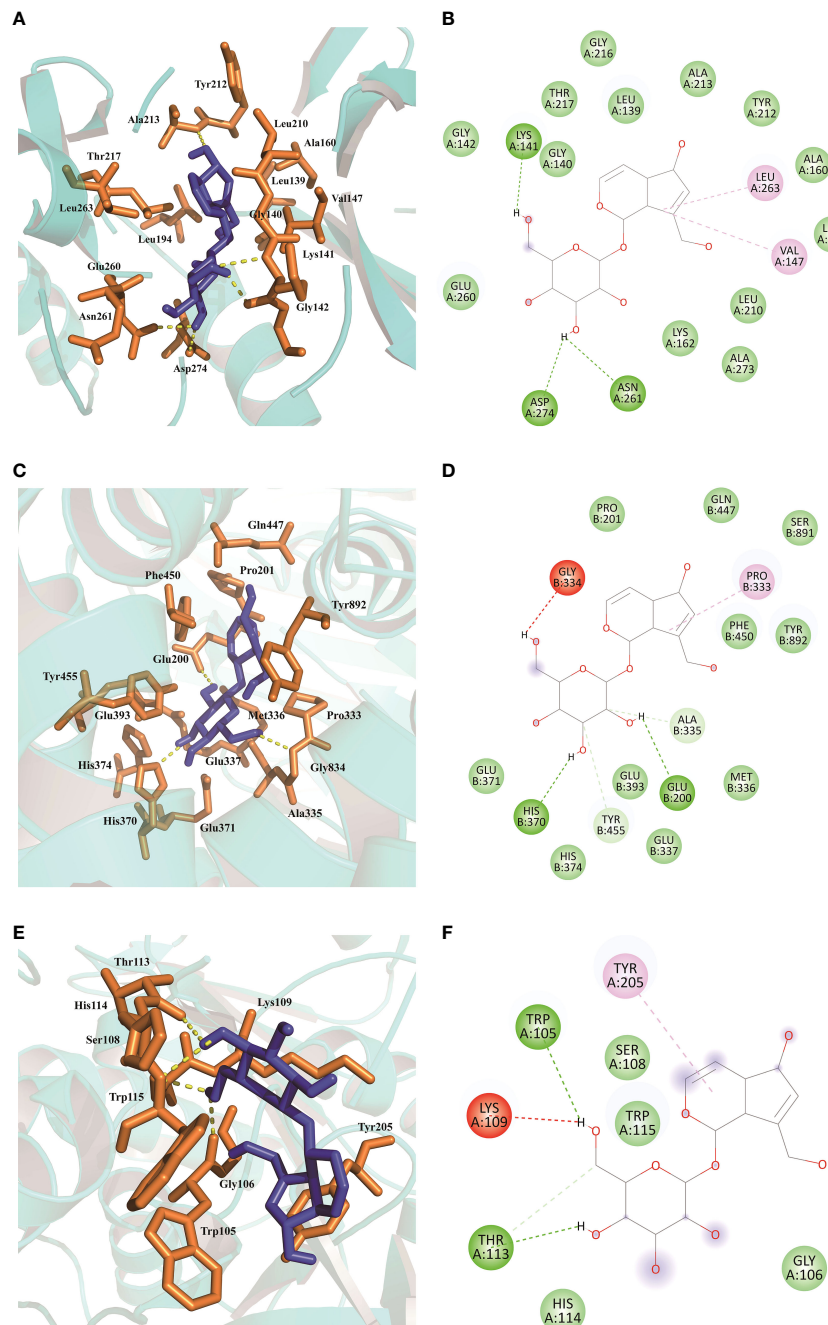 A
Tyr212
Ala213
Leu210
Ala160
Thr217
Leu139
Val147
Leu263
Gly140
Leu194
Lys141
Glu260
Gly142
Asn261
Asp274
B
GLY
A:216
ALA
A:213
THR
A:217
LEU
A:139
TYR
A:212
GLY
A:142
LYS
A:141
GLY
A:140
ALA
A:160
LEU
A:263
O
O
H
O
O
O
O
O
O
O
H
O
VAL
A:147
GLU
A:260
LEU
A:210
LYS
A:162
ALA
A:273
ASP
A:274
ASN
A:261
C
Gln447
Phe450
Pro201
Tyr892
Glu200
Tyr455
Glu393
Met336
Pro333
Glu337
His374
Gly834
Ala335
His370
Glu371
D
PRO
B:201
GLN
B:447
SER
B:891
GLY
B:334
PRO
B:333
PHE
B:450
TYR
B:892
O
O
H
O
O
O
O
O
O
H
O
H
O
ALA
B:335
GLU
B:371
GLU
B:393
GLU
B:200
MET
B:336
HIS
B:370
TYR
B:455
GLU
B:337
HIS
B:374
E
Thr113
His114
Lys109
Ser108
Trp115
Tyr205
Gly106
Trp105
F
TYR
A:205
TRP
A:105
SER
A:108
LYS
A:109
TRP
A:115
O
O
H
O
O
O
O
H
O
O
O
O
THR
A:113
GLY
A:106
HIS
A:114